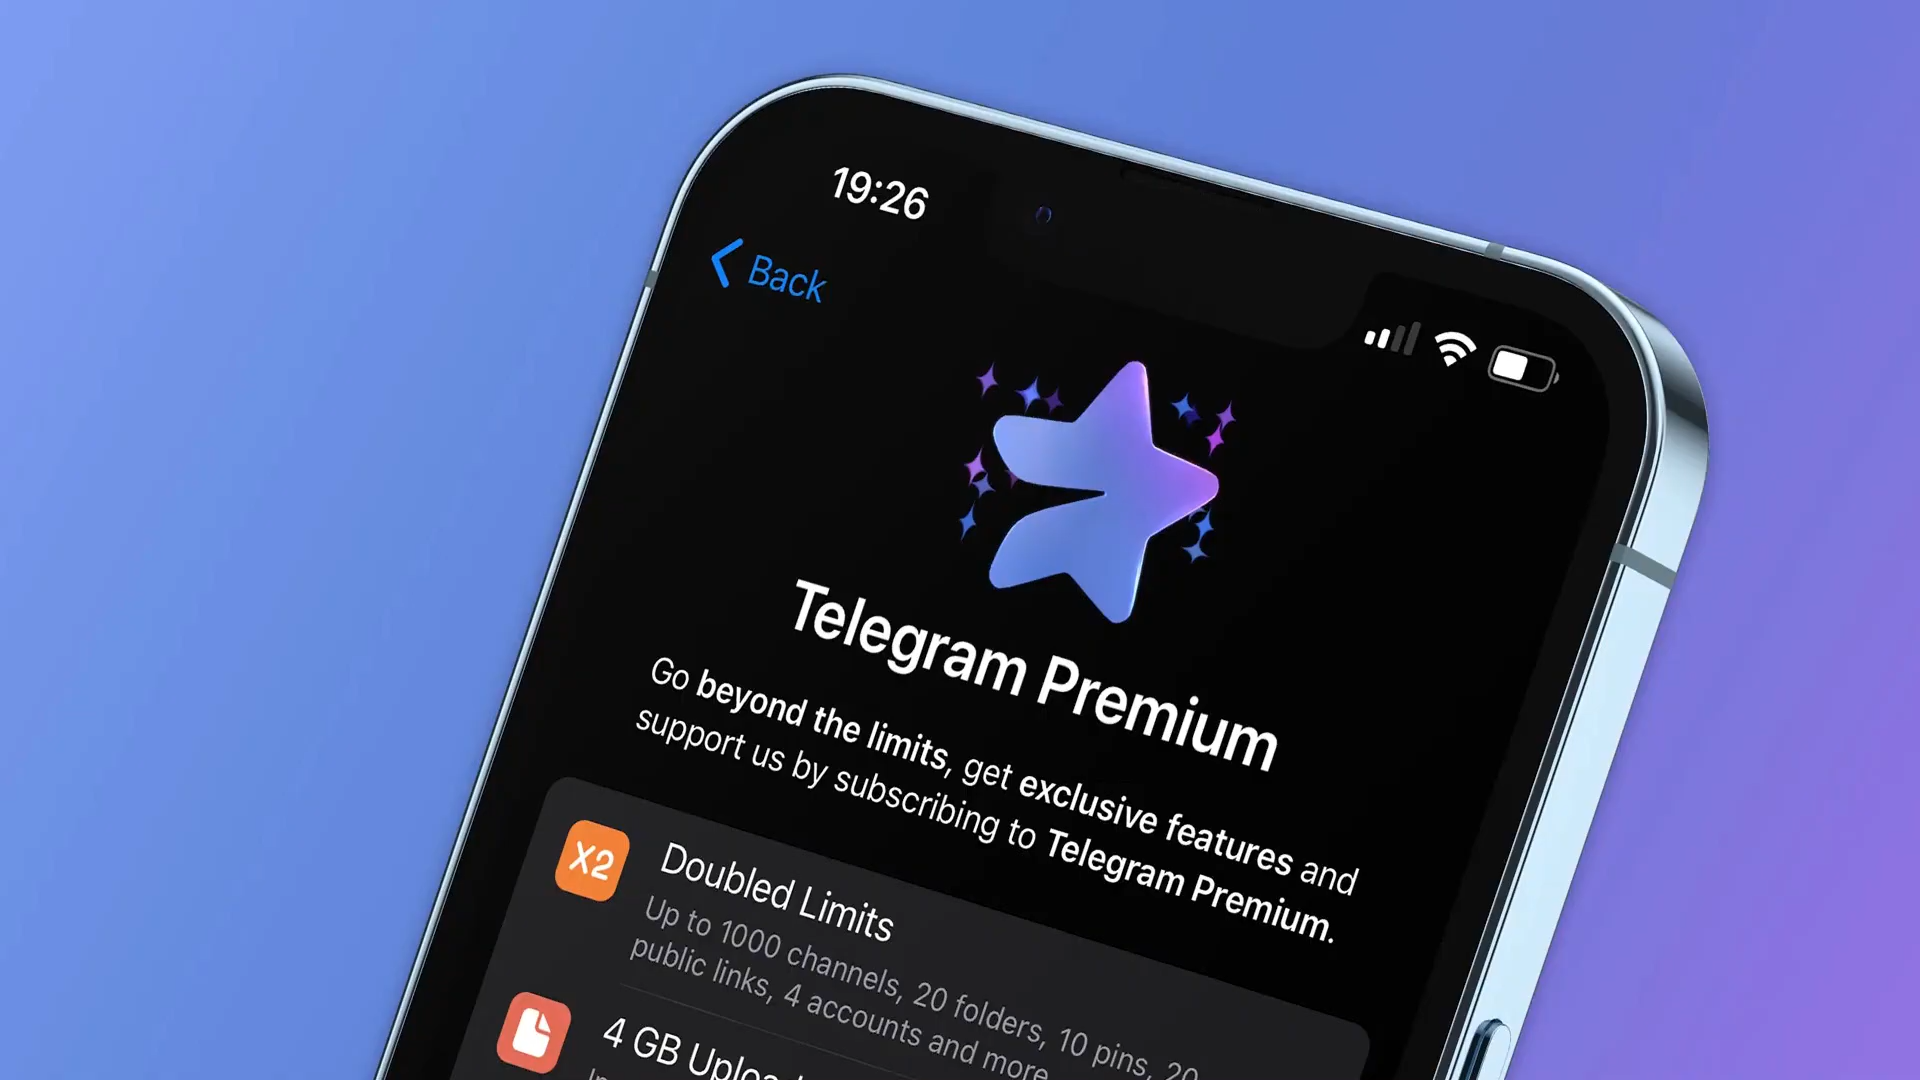 19:26
Back
Telegram Premium
Go beyond the limits, get exclusive features and
support us by subscribing to Telegram Premium.
X2
Doubled Limits
Up to 1000 channels, 20 folders, 10 pins, 20
public links, 4 accounts and more
4 GB